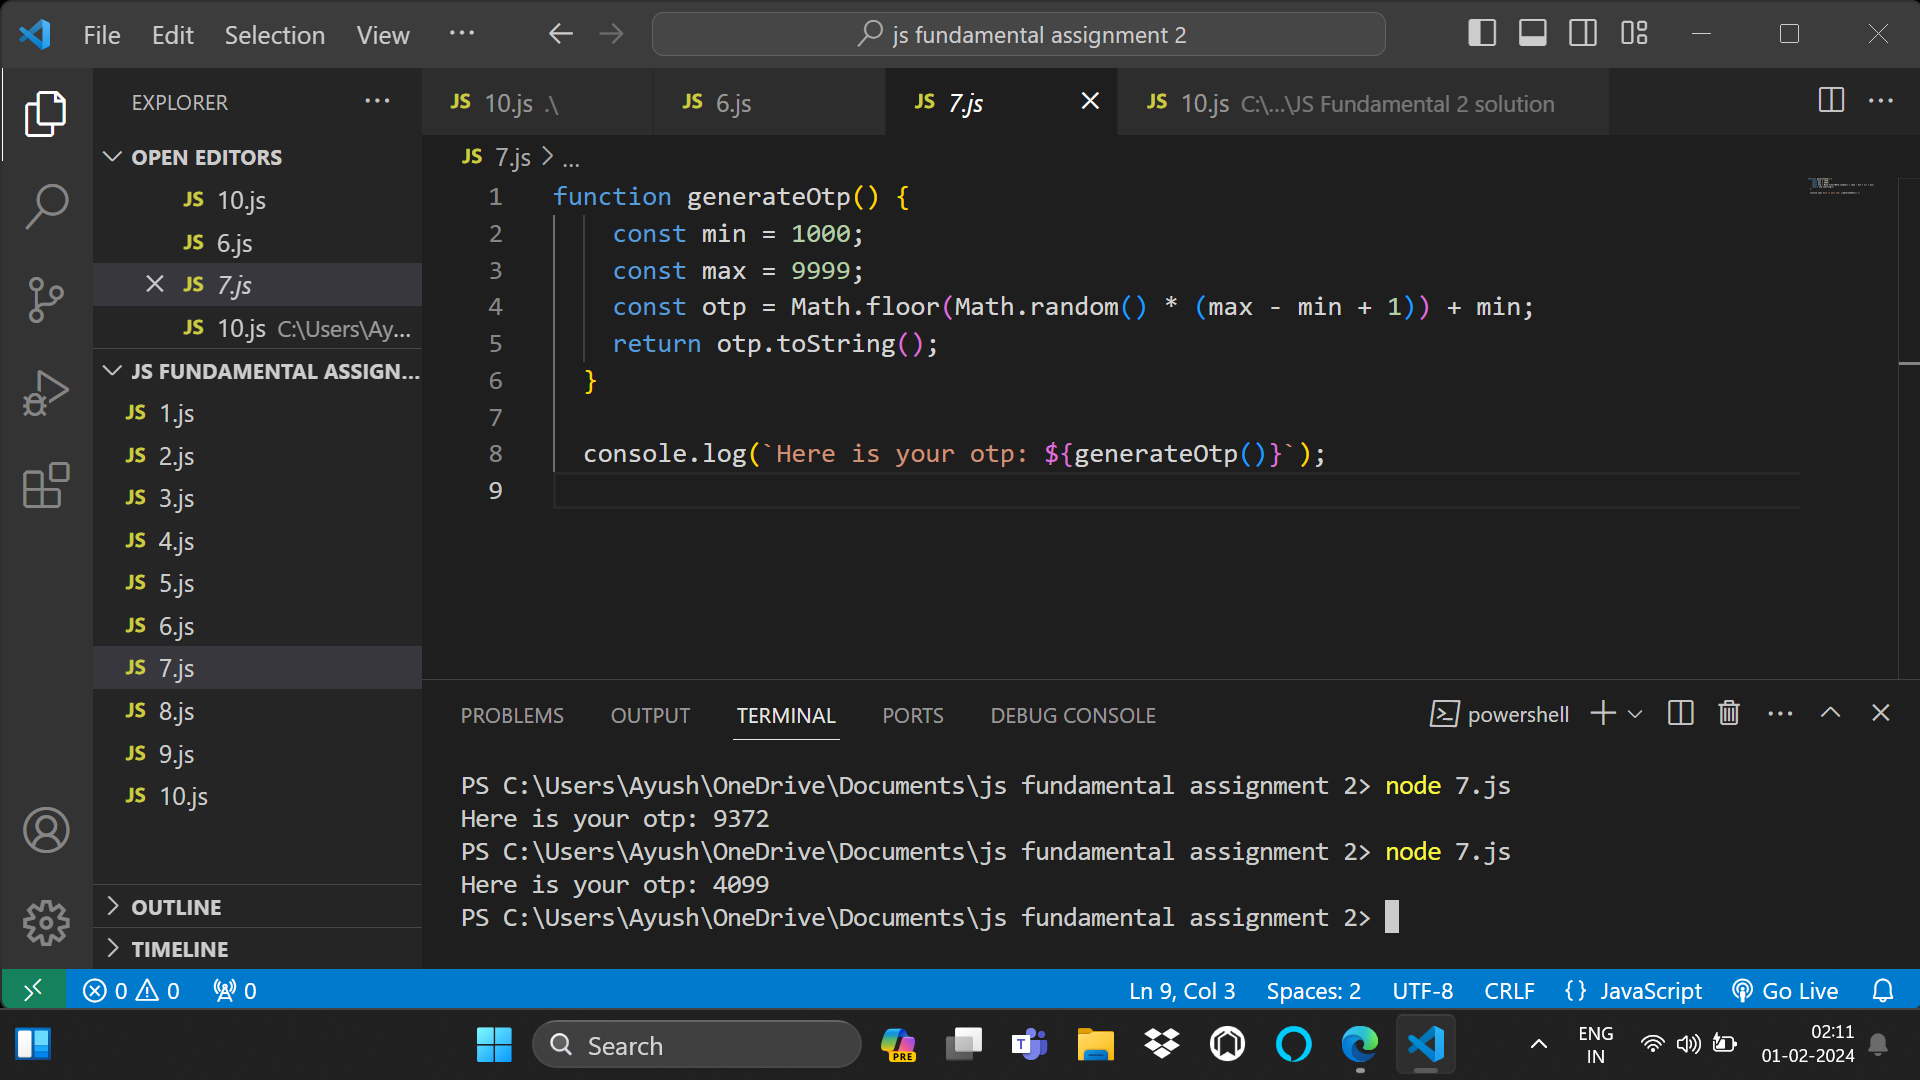 File Edit Selection View ... js fundamental assignment 2
EXPLORER ...
OPEN EDITORS
JS 10.js
JS 6.js
JS 7.js
JS 10.js C:\Users\Ay...
JS FUNDAMENTAL ASSIGN...
JS 1.js
JS 2.js
JS 3.js
JS 4.js
JS 5.js
JS 6.js
JS 7.js
JS 8.js
JS 9.js
JS 10.js
OUTLINE
TIMELINE
JS 10.js .\ JS 6.js JS 7.js JS 10.js C:\...\JS Fundamental 2 solution
JS 7.js > ...
1 function generateOtp() {
2 const min = 1000;
3 const max = 9999;
4 const otp = Math.floor(Math.random() * (max - min + 1)) + min;
5 return otp.toString();
6 }
7
8 console.log(`Here is your otp: ${generateOtp()}`);
9
PROBLEMS OUTPUT TERMINAL PORTS DEBUG CONSOLE powershell
PS C:\Users\Ayush\OneDrive\Documents\js fundamental assignment 2> node 7.js
Here is your otp: 9372
PS C:\Users\Ayush\OneDrive\Documents\js fundamental assignment 2> node 7.js
Here is your otp: 4099
PS C:\Users\Ayush\OneDrive\Documents\js fundamental assignment 2>
0 0 0 Ln 9, Col 3 Spaces: 2 UTF-8 CRLF {} JavaScript Go Live
Search PRE T ENG 02:11
IN 01-02-2024